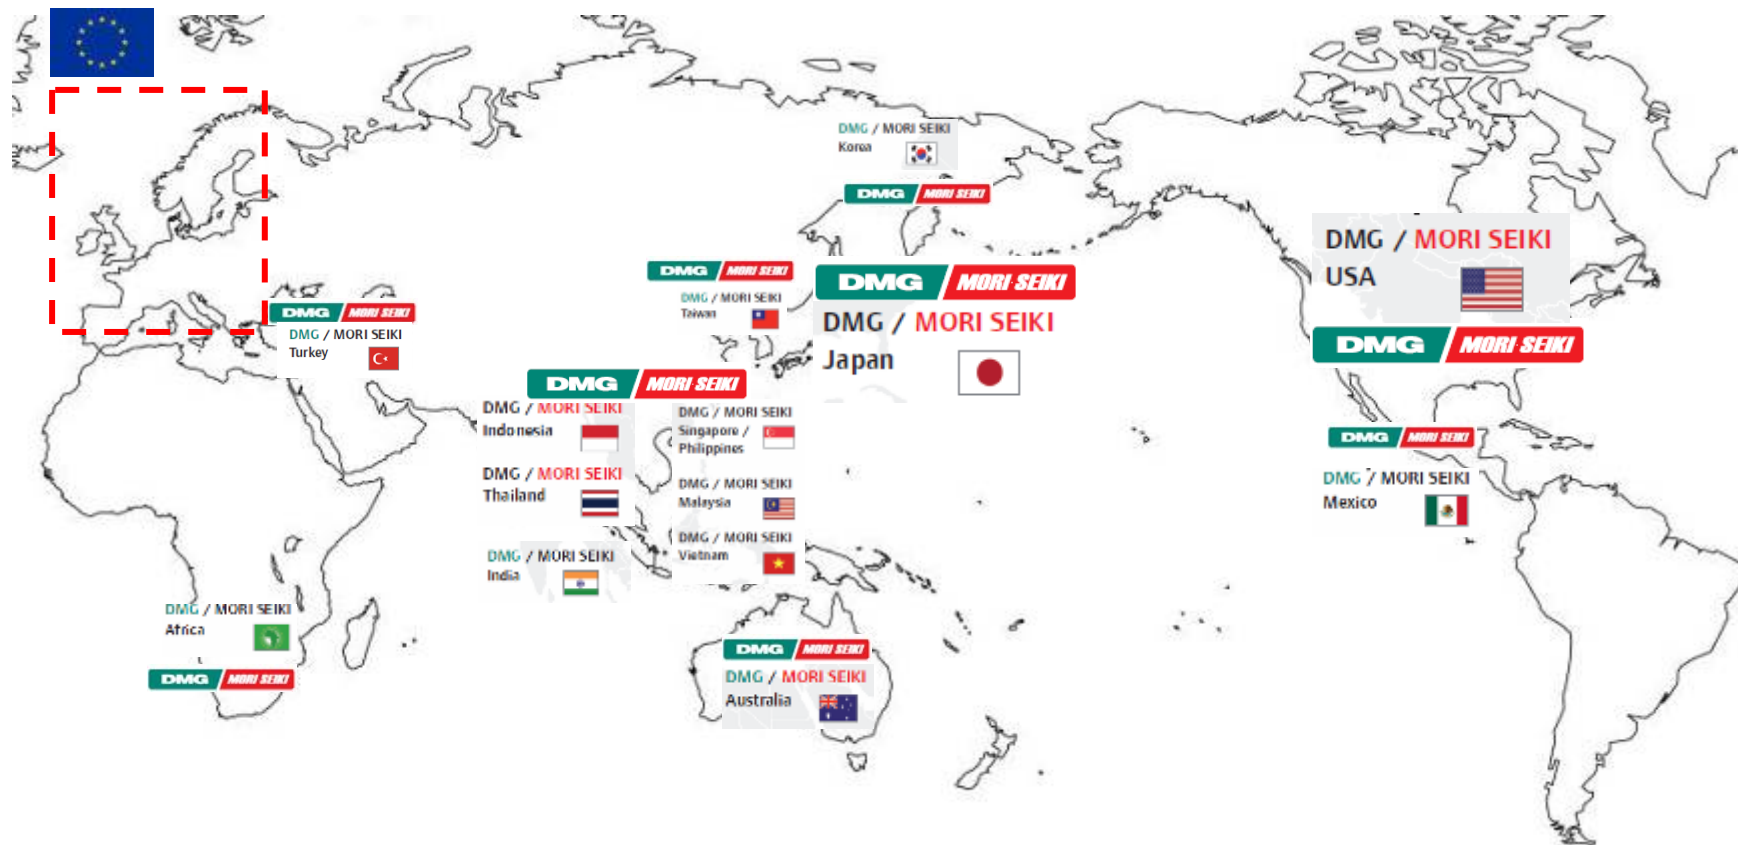 DMG / MORI SEIKI
Korea
DMG MORI SEIKI
DMG / MORI SEIKI
USA
DMG MORI SEIKI
DMG MORI SEIKI
DMG / MORI SEIKI
Taiwan
DMG MORI SEIKI
DMG / MORI SEIKI
Japan
DMG MORI SEIKI
DMG / MORI SEIKI
Turkey
DMG MORI SEIKI
DMG / MORI SEIKI
Indonesia
DMG / MORI SEIKI
Singapore /
Philippines
DMG / MORI SEIKI
Thailand
DMG / MORI SEIKI
Malaysia
DMG / MORI SEIKI
Vietnam
DMG / MORI SEIKI
India
DMG MORI SEIKI
DMG / MORI SEIKI
Mexico
DMG / MORI SEIKI
Africa
DMG MORI SEIKI
DMG MORI SEIKI
DMG / MORI SEIKI
Australia